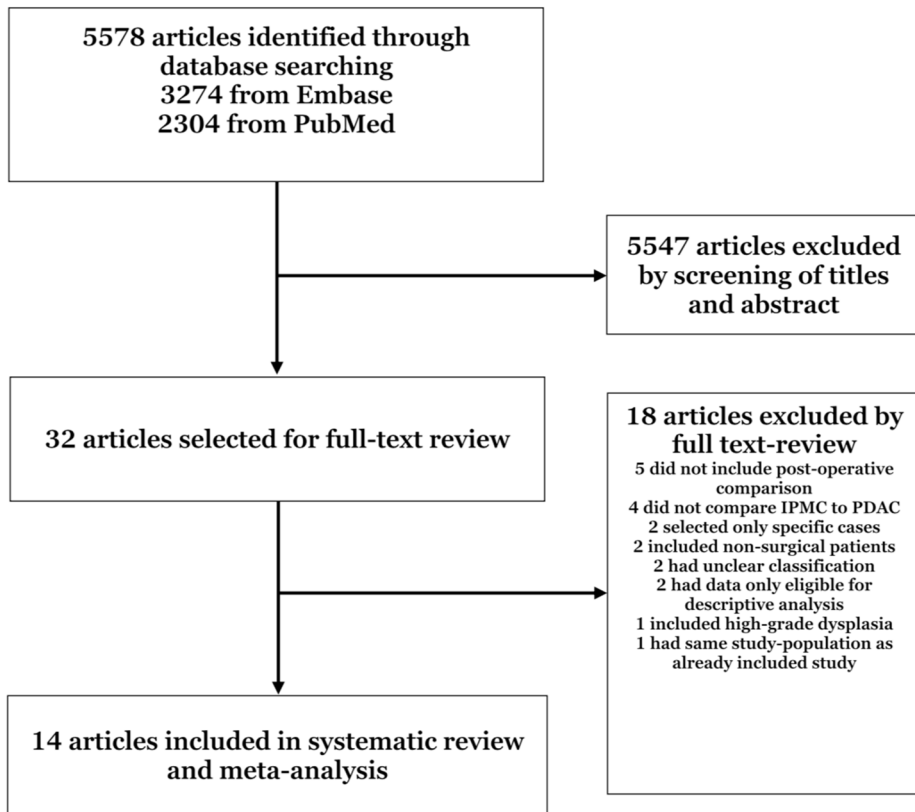 5578 articles identified through
database searching
3274 from Embase
2304 from PubMed
5547 articles excluded
by screening of titles
and abstract
32 articles selected for full-text review
18 articles excluded by
full text-review
5 did not include post-operative
comparison
4 did not compare IPMC to PDAC
2 selected only specific cases
2 included non-surgical patients
2 had unclear classification
2 had data only eligible for
descriptive analysis
1 included high-grade dysplasia
1 had same study-population as
already included study
14 articles included in systematic review
and meta-analysis